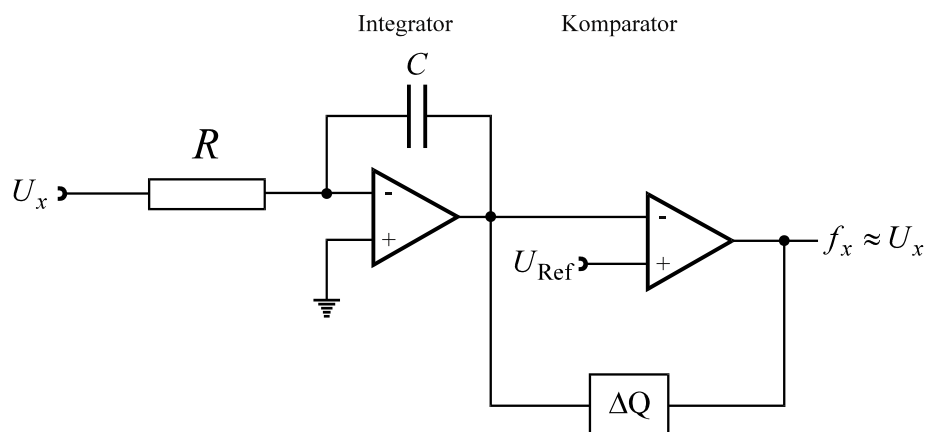 Integrator Komparator
C
R
U_x
-
+
-
U_Ref +
f_x ≈ U_x
ΔQ